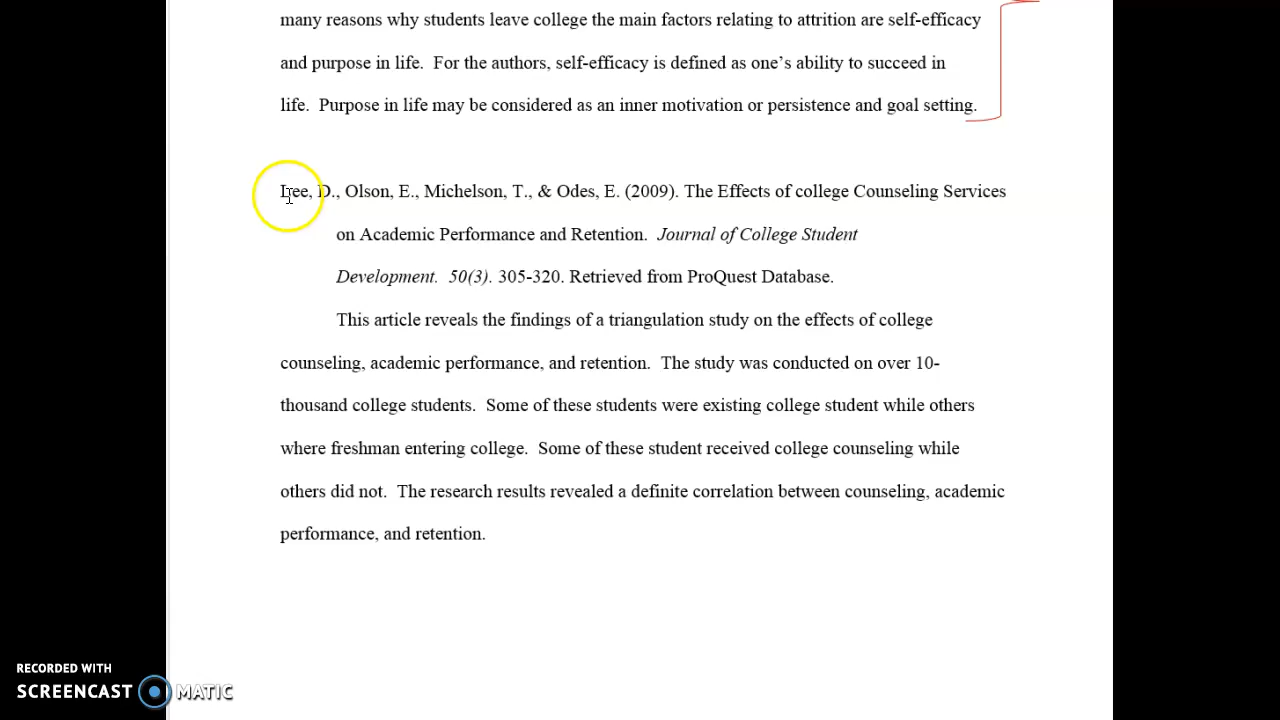 many reasons why students leave college the main factors relating to attrition are self-efficacy
and purpose in life.  For the authors, self-efficacy is defined as one’s ability to succeed in
life.  Purpose in life may be considered as an inner motivation or persistence and goal setting.
D., Olson, E., Michelson, T., & Odes, E. (2009). The Effects of college Counseling Services
on Academic Performance and Retention.  Journal of College Student
Development.  50(3). 305-320. Retrieved from ProQuest Database.
This article reveals the findings of a triangulation study on the effects of college
counseling, academic performance, and retention.  The study was conducted on over 10-
thousand college students.  Some of these students were existing college student while others
where freshman entering college.  Some of these student received college counseling while
others did not.  The research results revealed a definite correlation between counseling, academic
performance, and retention.
RECORDED WITH
SCREENCAST MATIC